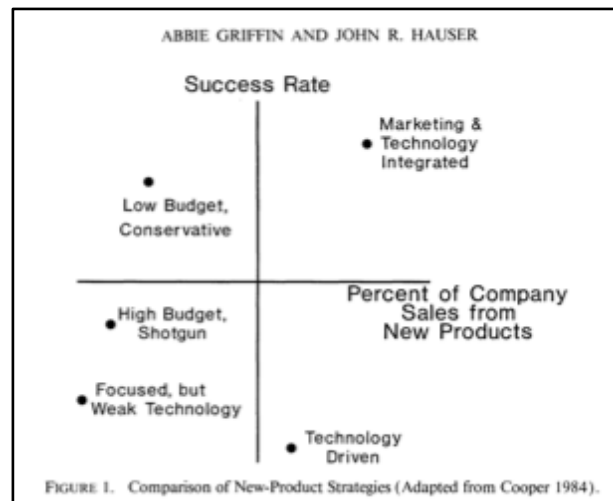 ABBIE GRIFFIN AND JOHN R. HAUSER
Success Rate
Marketing &
Technology
Integrated
Low Budget,
Conservative
Percent of Company
Sales from
New Products
High Budget,
Shotgun
Focused, but
Weak Technology
Technology
Driven
FIGURE 1. Comparison of New-Product Strategies (Adapted from Cooper 1984).